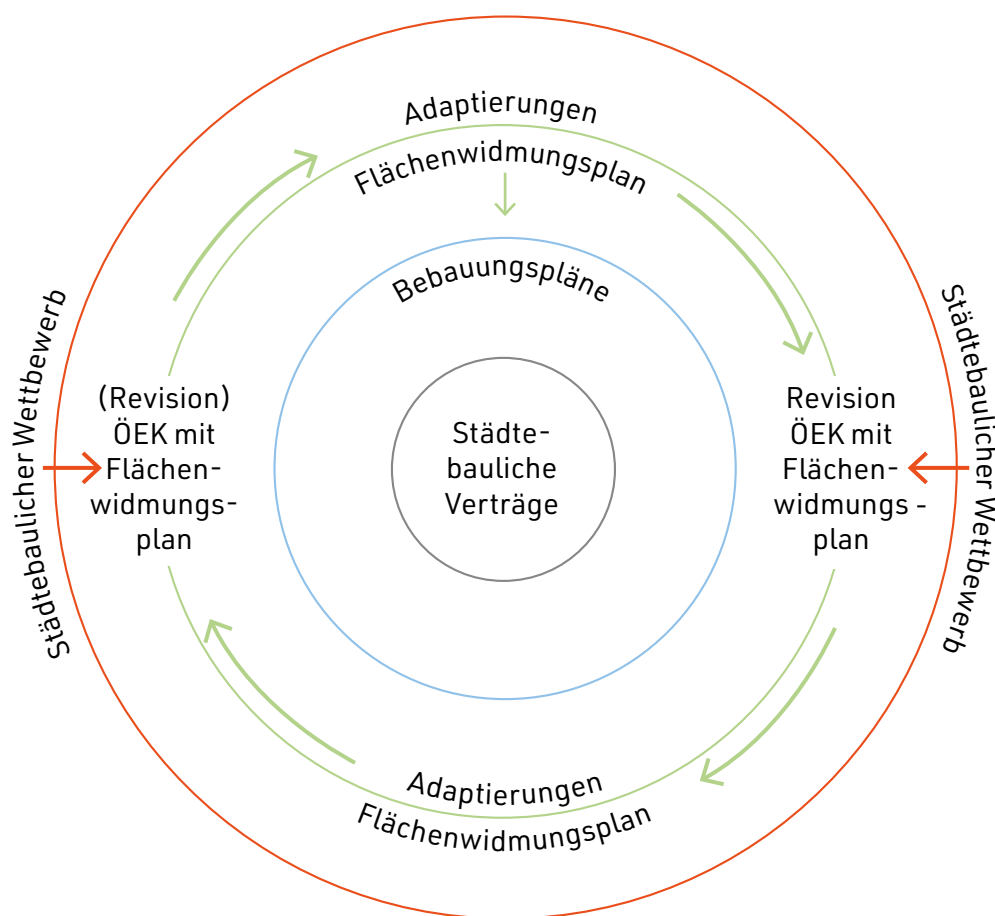 Adaptierungen
Flächenwidmungsplan
Bebauungspläne
Städtebaulicher Wettbewerb
(Revision)
ÖEK mit
Flächen-
widmungs-
plan
Städte-
bauliche
Verträge
Revision
ÖEK mit
Flächen-
widmungs -
plan
Städtebaulicher Wettbewerb
Adaptierungen
Flächenwidmungsplan